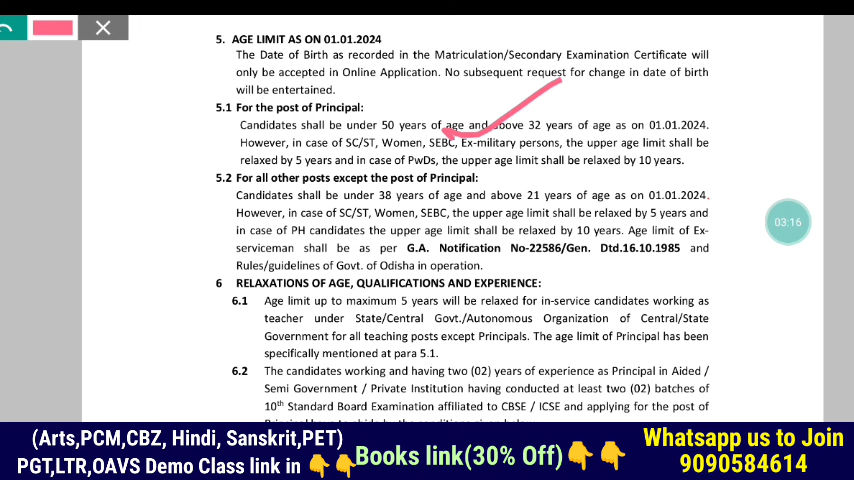 5. AGE LIMIT AS ON 01.01.2024
The Date of Birth as recorded in the Matriculation/Secondary Examination Certificate will
only be accepted in Online Application. No subsequent request for change in date of birth
will be entertained.
5.1 For the post of Principal:
Candidates shall be under 50 years of age and above 32 years of age as on 01.01.2024.
However, in case of SC/ST, Women, SEBC, Ex-military persons, the upper age limit shall be
relaxed by 5 years and in case of PwDs, the upper age limit shall be relaxed by 10 years.
5.2 For all other posts except the post of Principal:
Candidates shall be under 38 years of age and above 21 years of age as on 01.01.2024.
However, in case of SC/ST, Women, SEBC, the upper age limit shall be relaxed by 5 years and
in case of PH candidates the upper age limit shall be relaxed by 10 years. Age limit of Ex-
serviceman shall be as per G.A. Notification No-22586/Gen. Dtd.16.10.1985 and
Rules/guidelines of Govt. of Odisha in operation.
6 RELAXATIONS OF AGE, QUALIFICATIONS AND EXPERIENCE:
6.1 Age limit up to maximum 5 years will be relaxed for in-service candidates working as
teacher under State/Central Govt./Autonomous Organization of Central/State
Government for all teaching posts except Principals. The age limit of Principal has been
specifically mentioned at para 5.1.
6.2 The candidates working and having two (02) years of experience as Principal in Aided /
Semi Government / Private Institution having conducted at least two (02) batches of
10th Standard Board Examination affiliated to CBSE / ICSE and applying for the post of
03:16
(Arts,PCM,CBZ, Hindi, Sanskrit,PET)
PGT,LTR,OAVS Demo Class link in 👇👇
Books link(30% Off)👇👇
Whatsapp us to Join
9090584614